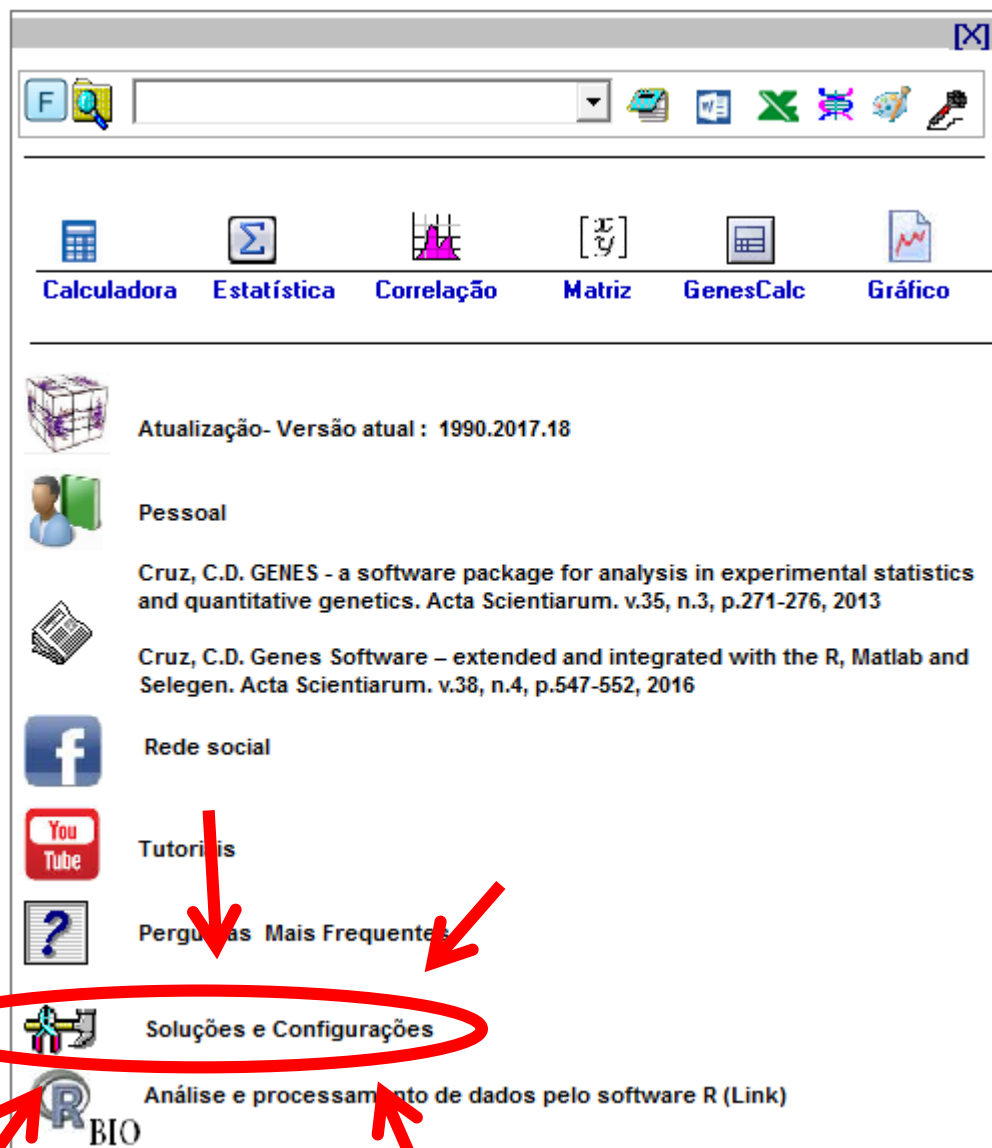 [X]
F
Calculadora Estatística Correlação Matriz GenesCalc Gráfico
Atualização- Versão atual : 1990.2017.18
Pessoal
Cruz, C.D. GENES - a software package for analysis in experimental statistics
and quantitative genetics. Acta Scientiarum. v.35, n.3, p.271-276, 2013
Cruz, C.D. Genes Software – extended and integrated with the R, Matlab and
Selegen. Acta Scientiarum. v.38, n.4, p.547-552, 2016
Rede social
You
Tube
Tutoriais
?
Perguntas Mais Frequentes
Soluções e Configurações
Análise e processamento de dados pelo software R (Link)
R
BIO